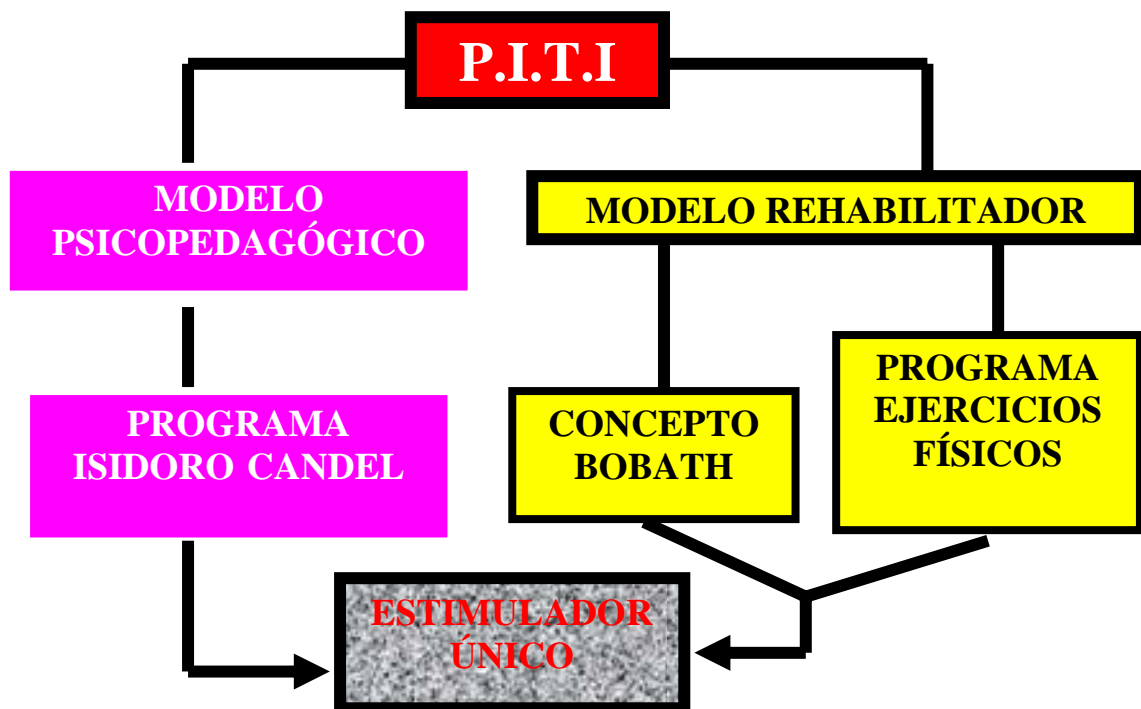 P.I.T.I
MODELO
PSICOPEDAGÓGICO
MODELO REHABILITADOR
PROGRAMA
ISIDORO CANDEL
CONCEPTO
BOBATH
PROGRAMA
EJERCICIOS
FÍSICOS
ESTIMULADOR
ÚNICO